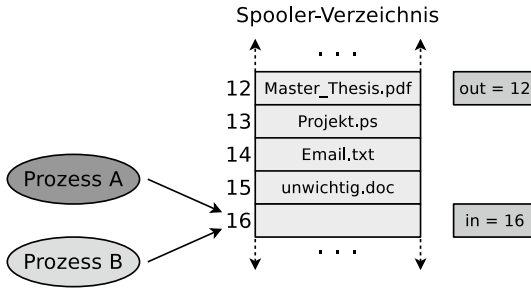 Spooler-Verzeichnis
. . .
12 Master_Thesis.pdf out = 12
13 Projekt.ps
14 Email.txt
Prozess A
15 unwichtig.doc
16 in = 16
Prozess B
. . .